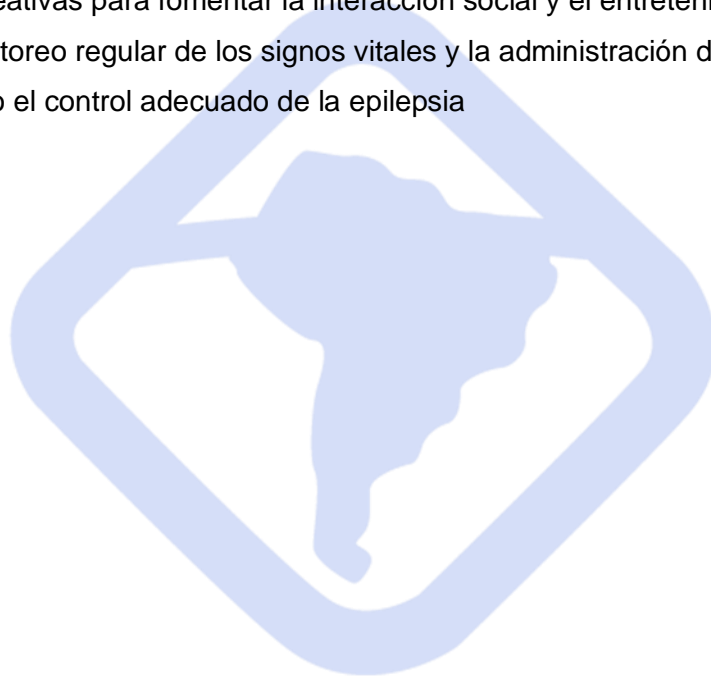 eativas para fomentar la interacción social y el entreteni
toreo regular de los signos vitales y la administración d
o el control adecuado de la epilepsia